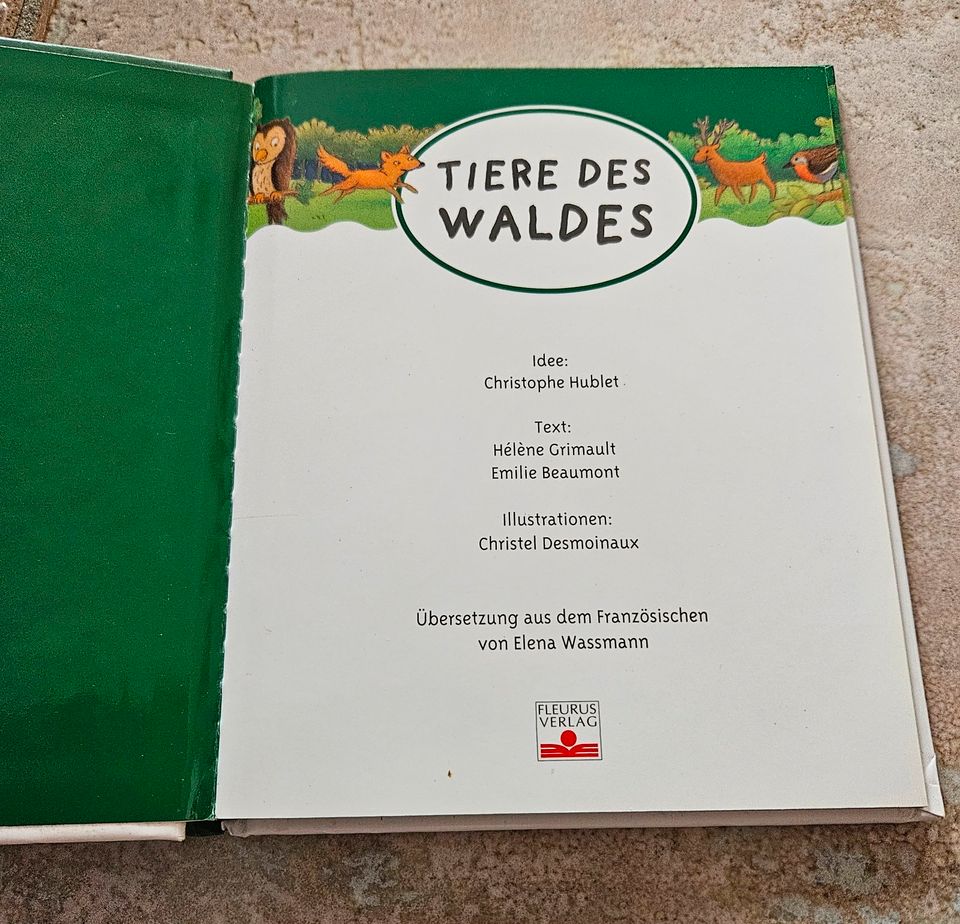 TIERE DES
WALDES
Idee:
Christophe Hublet
Text:
Hélène Grimault
Emilie Beaumont
Illustrationen:
Christel Desmoinaux
Übersetzung aus dem Französischen
von Elena Wassmann
FLEURUS
VERLAG